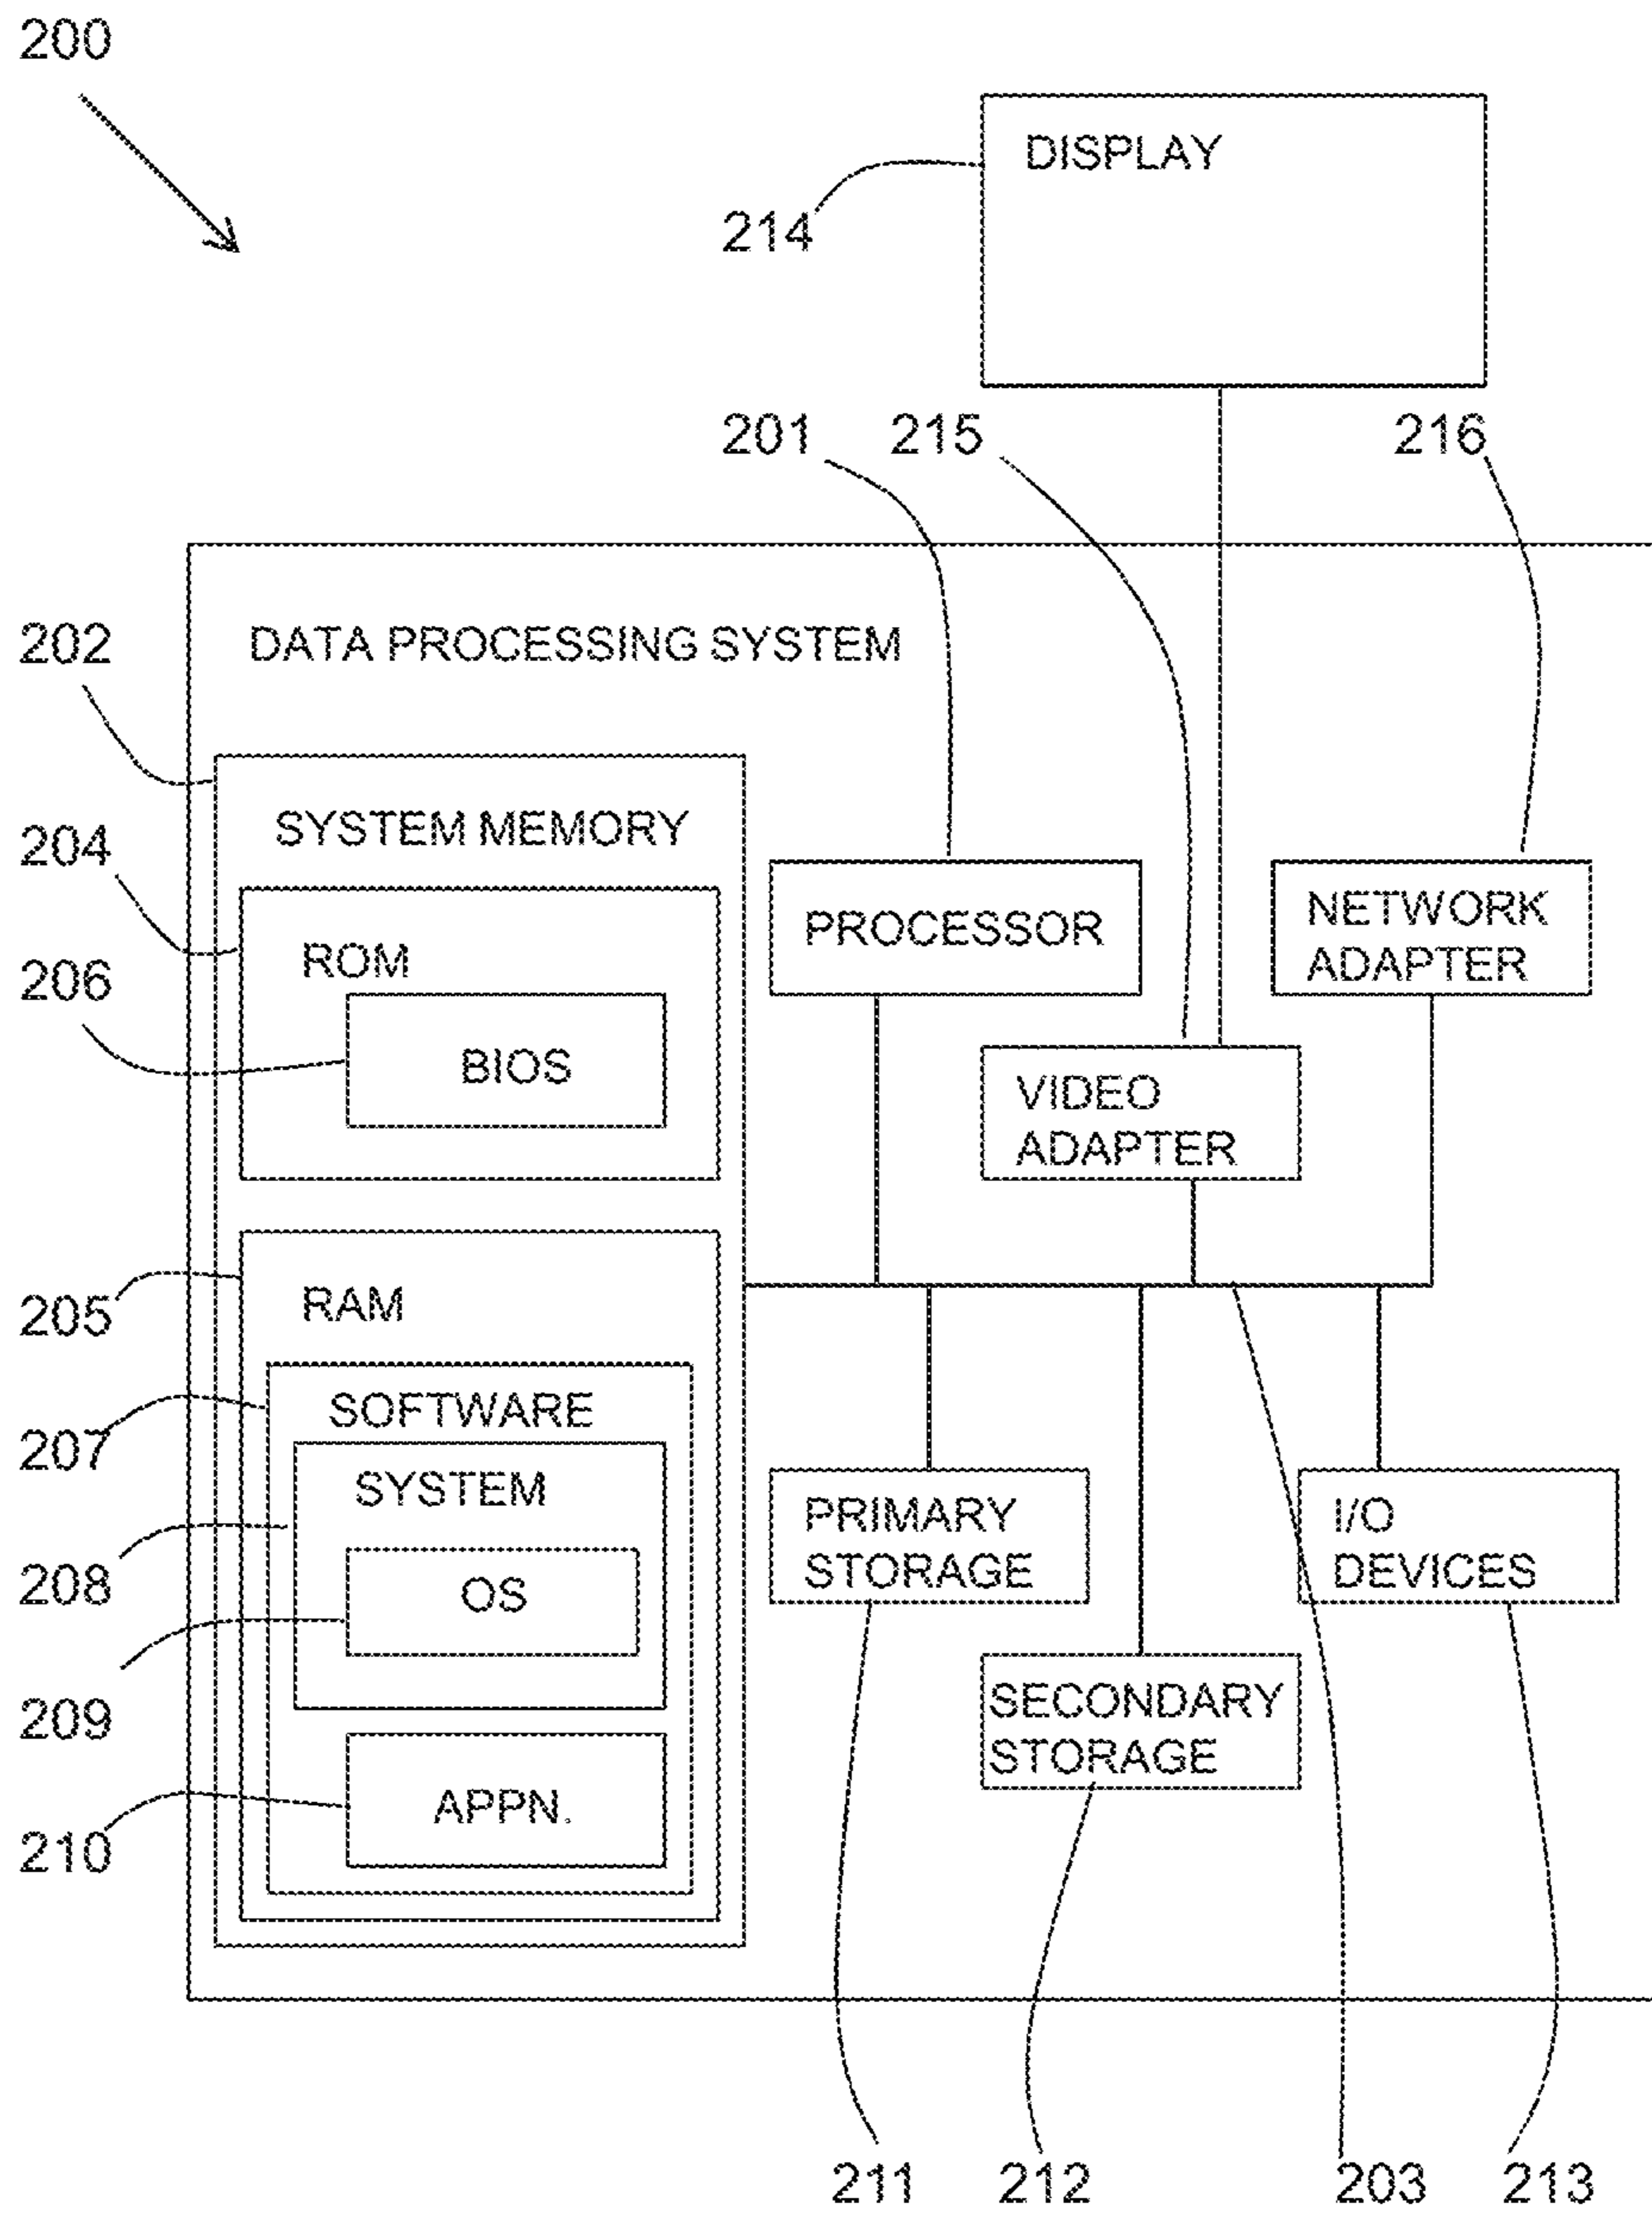 200
DISPLAY
214
201
215
216
DATA PROCESSING SYSTEM
202
SYSTEM MEMORY
204
ROM
206
BIOS
PROCESSOR
NETWORK
ADAPTER
VIDEO
ADAPTER
205
RAM
207
SOFTWARE
SYSTEM
208
OS
209
210
APPN.
PRIMARY
STORAGE
I/O
DEVICES
SECONDARY
STORAGE
211
212
203
213